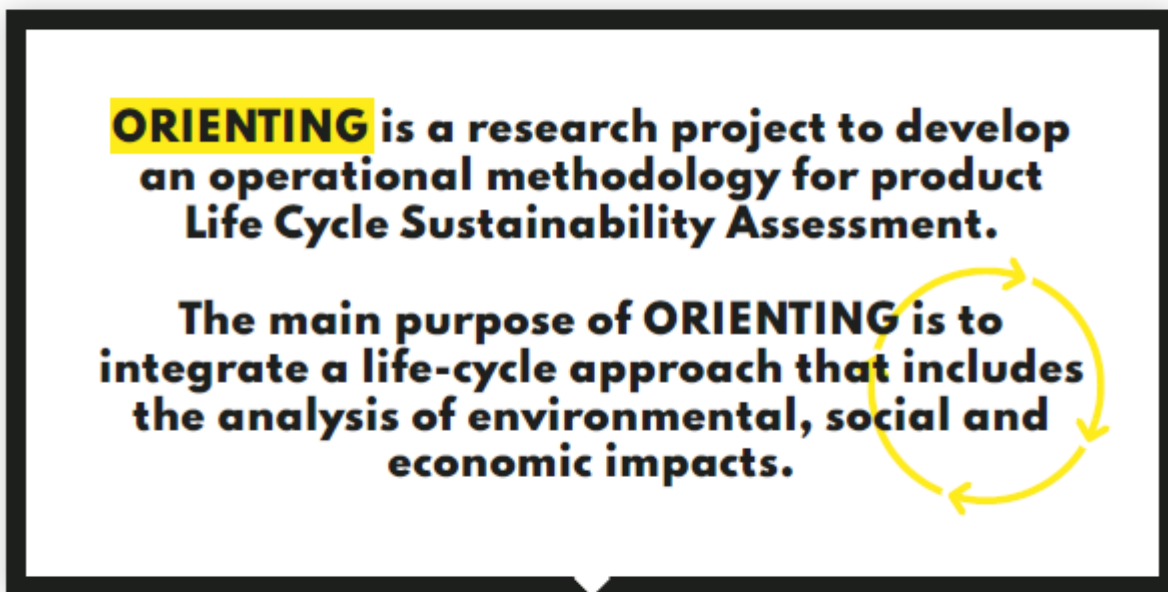 ORIENTING is a research project to develop
an operational methodology for product
Life Cycle Sustainability Assessment.
The main purpose of ORIENTING is to
integrate a life-cycle approach that includes
the analysis of environmental, social and
economic impacts.